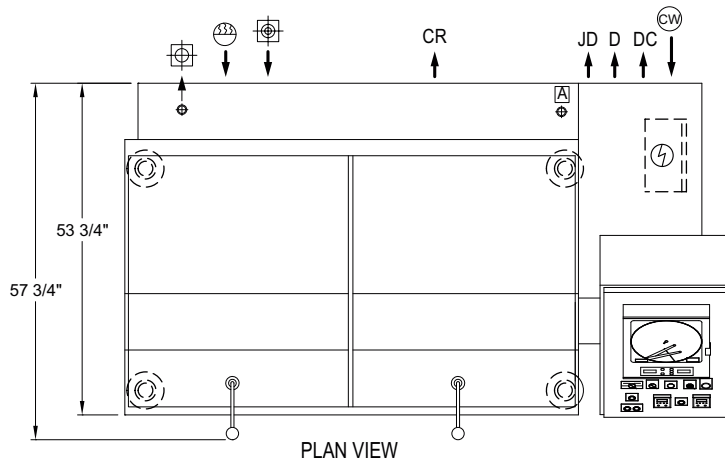 CR
JD D DC CW
A
53 3/4"
57 3/4"
PLAN VIEW